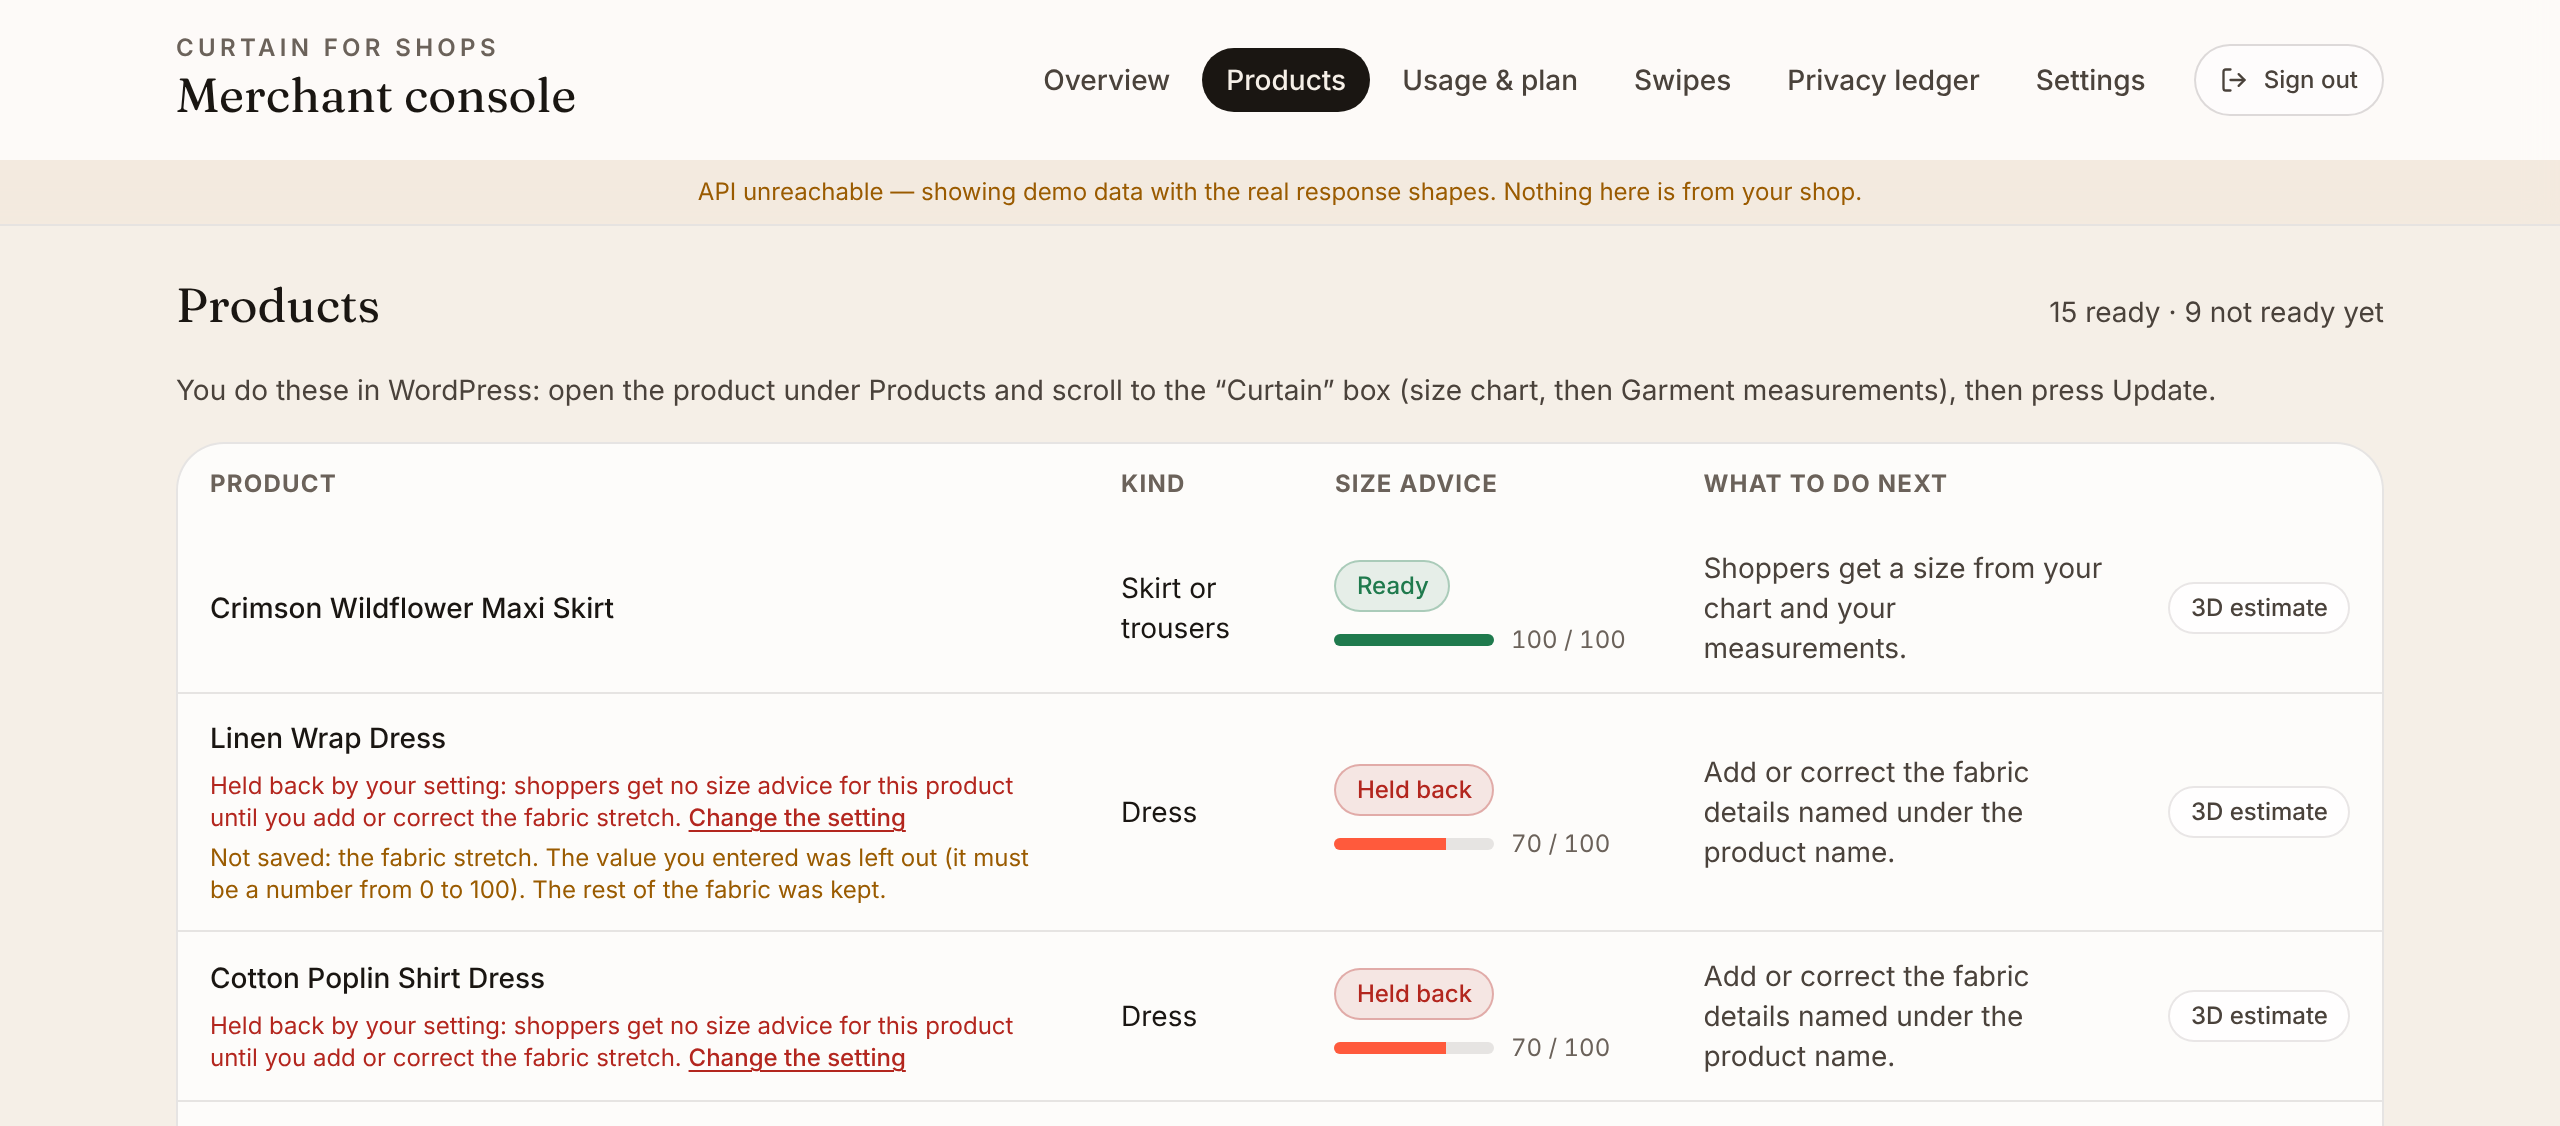 CURTAIN FOR SHOPS
Merchant console
Overview
Products
Usage & plan
Swipes
Privacy ledger
Settings
Sign out
API unreachable — showing demo data with the real response shapes. Nothing here is from your shop.
Products
15 ready · 9 not ready yet
You do these in WordPress: open the product under Products and scroll to the “Curtain” box (size chart, then Garment measurements), then press Update.
PRODUCT
KIND
SIZE ADVICE
WHAT TO DO NEXT
Crimson Wildflower Maxi Skirt
Skirt or
trousers
Ready
100 / 100
Shoppers get a size from your
chart and your
measurements.
3D estimate
Linen Wrap Dress
Held back by your setting: shoppers get no size advice for this product
until you add or correct the fabric stretch. Change the setting
Not saved: the fabric stretch. The value you entered was left out (it must
be a number from 0 to 100). The rest of the fabric was kept.
Dress
Held back
70 / 100
Add or correct the fabric
details named under the
product name.
3D estimate
Cotton Poplin Shirt Dress
Held back by your setting: shoppers get no size advice for this product
until you add or correct the fabric stretch. Change the setting
Dress
Held back
70 / 100
Add or correct the fabric
details named under the
product name.
3D estimate